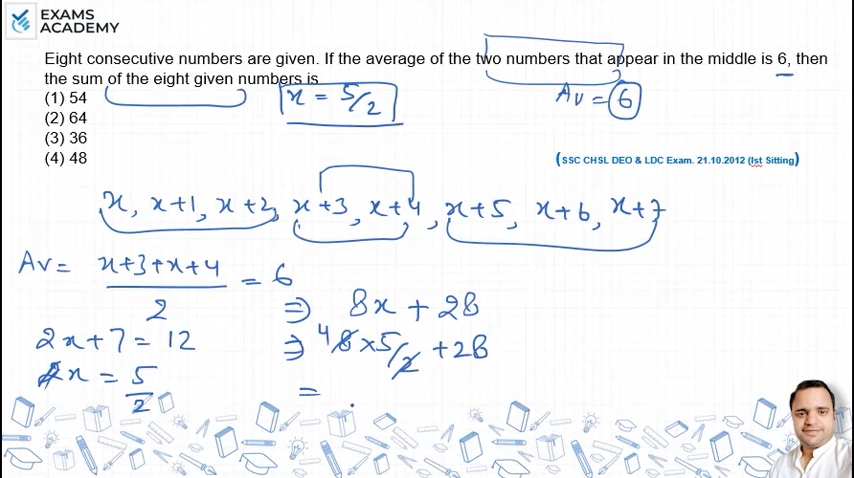 EXAMS
ACADEMY
Eight consecutive numbers are given. If the average of the two numbers that appear in the middle is 6, then
the sum of the eight given numbers is
(1) 54
(2) 64
(3) 36
(4) 48
x = 5/2
Av = 6
(SSC CHSL DEO & LDC Exam. 21.10.2012 (Ist Sitting)
x, x+1, x+2, x+3, x+4, x+5, x+6, x+7
Av = x+3+x+4 / 2 = 6
2x+7 = 12
2x = 5/2
⇒ 8x + 28
⇒ 4 8×5/2 + 28
=